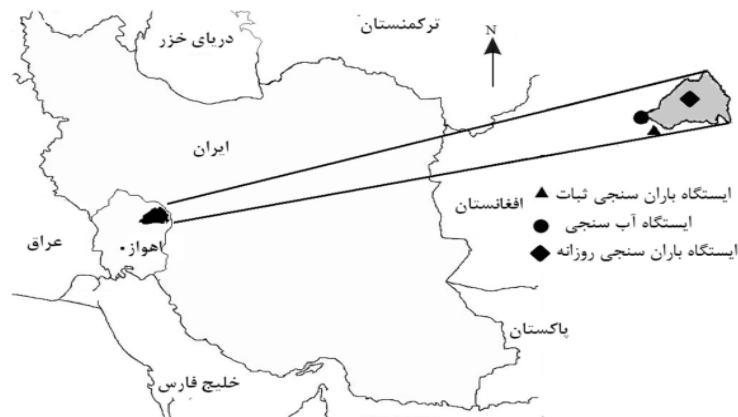 ترکمنستان
دریای خزر
N
ایران
ایستگاه باران سنجی ثبات
افغانستان
ایستگاه آب سنجی
عراق
اهواز
ایستگاه باران سنجی روزانه
پاکستان
خلیج فارس